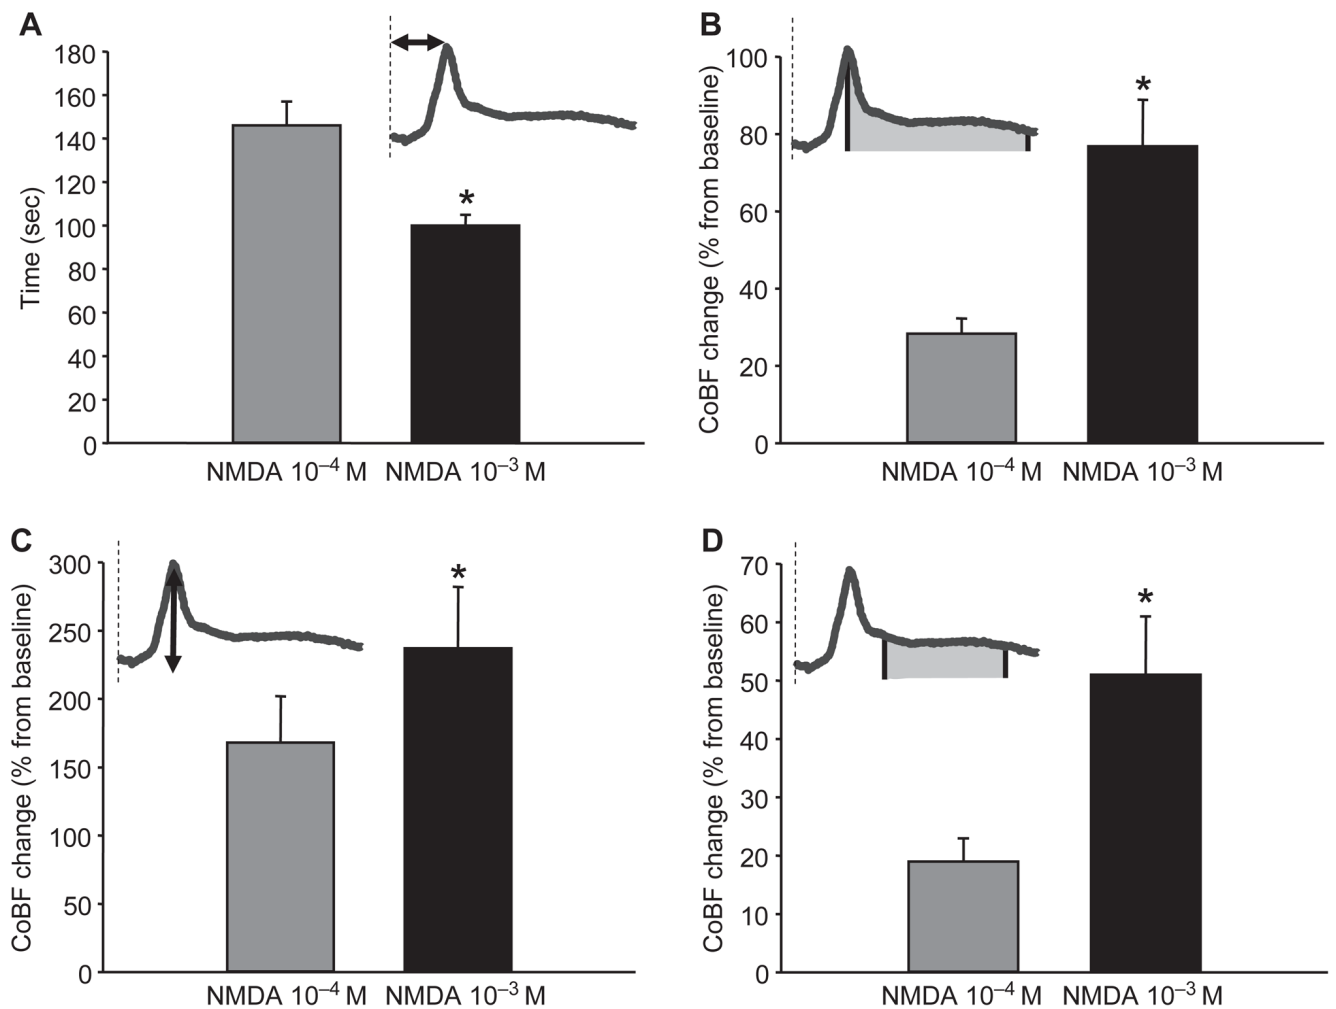 A
180
160
140
120
100
80
60
40
20
0
Time (sec)
*
NMDA 10⁻⁴ M NMDA 10⁻³ M
B
100
80
60
40
20
0
CoBF change (% from baseline)
*
NMDA 10⁻⁴ M NMDA 10⁻³ M
C
300
250
200
150
100
50
0
CoBF change (% from baseline)
*
NMDA 10⁻⁴ M NMDA 10⁻³ M
D
70
60
50
40
30
20
10
0
CoBF change (% from baseline)
*
NMDA 10⁻⁴ M NMDA 10⁻³ M